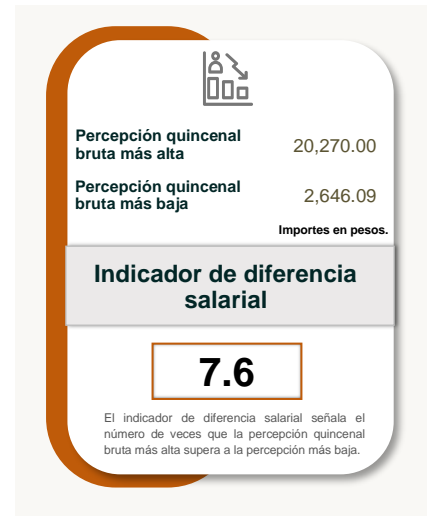 Percepción quincenal
bruta más alta
20,270.00
Percepción quincenal
bruta más baja
2,646.09
Importes en pesos.
Indicador de diferencia
salarial
7.6
El indicador de diferencia salarial señala el
número de veces que la percepción quincenal
bruta más alta supera a la percepción más baja.